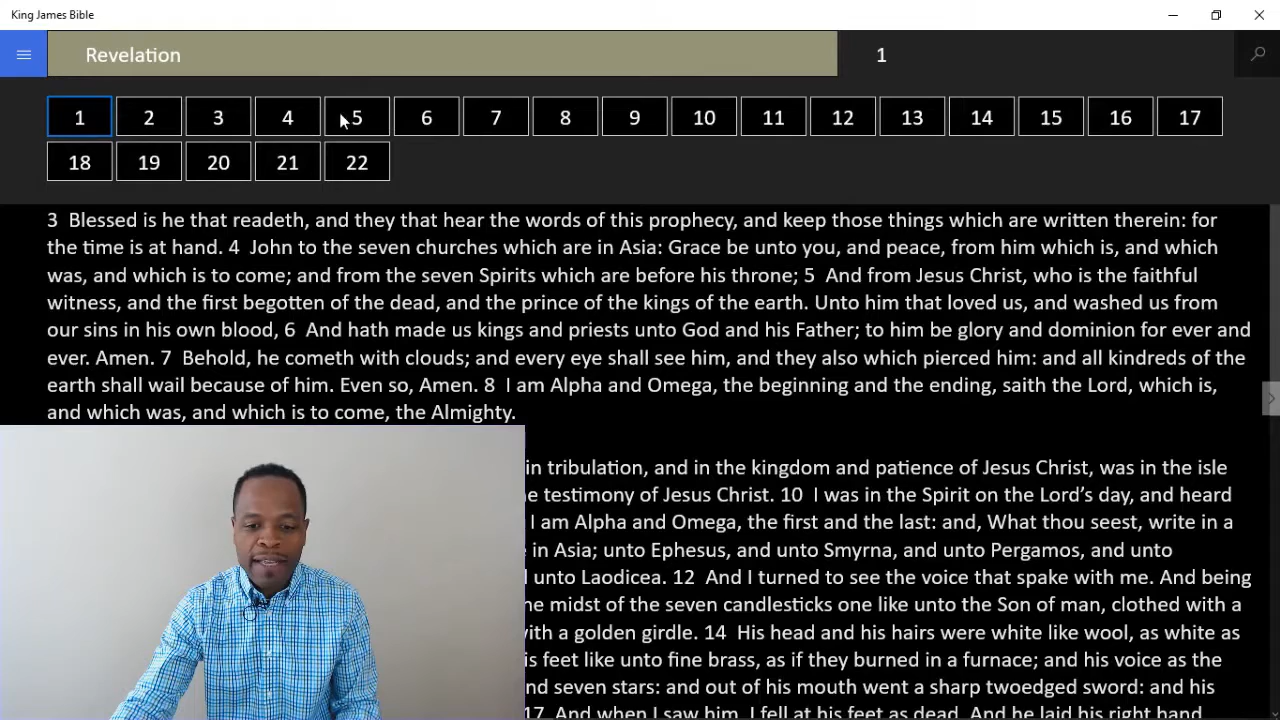 King James Bible
Revelation
1
1 2 3 4 5 6 7 8 9 10 11 12 13 14 15 16 17
18 19 20 21 22
3 Blessed is he that readeth, and they that hear the words of this prophecy, and keep those things which are written therein: for
the time is at hand. 4 John to the seven churches which are in Asia: Grace be unto you, and peace, from him which is, and which
was, and which is to come; and from the seven Spirits which are before his throne; 5 And from Jesus Christ, who is the faithful
witness, and the first begotten of the dead, and the prince of the kings of the earth. Unto him that loved us, and washed us from
our sins in his own blood, 6 And hath made us kings and priests unto God and his Father; to him be glory and dominion for ever and
ever. Amen. 7 Behold, he cometh with clouds; and every eye shall see him, and they also which pierced him: and all kindreds of the
earth shall wail because of him. Even so, Amen. 8 I am Alpha and Omega, the beginning and the ending, saith the Lord, which is,
and which was, and which is to come, the Almighty.
in tribulation, and in the kingdom and patience of Jesus Christ, was in the isle
testimony of Jesus Christ. 10 I was in the Spirit on the Lord's day, and heard
I am Alpha and Omega, the first and the last: and, What thou seest, write in a
in Asia; unto Ephesus, and unto Smyrna, and unto Pergamos, and unto
unto Laodicea. 12 And I turned to see the voice that spake with me. And being
midst of the seven candlesticks one like unto the Son of man, clothed with a
with a golden girdle. 14 His head and his hairs were white like wool, as white as
feet like unto fine brass, as if they burned in a furnace; and his voice as the
seven stars: and out of his mouth went a sharp twoedged sword: and his
17 And when I saw him, I fell at his feet as dead. And he laid his right hand